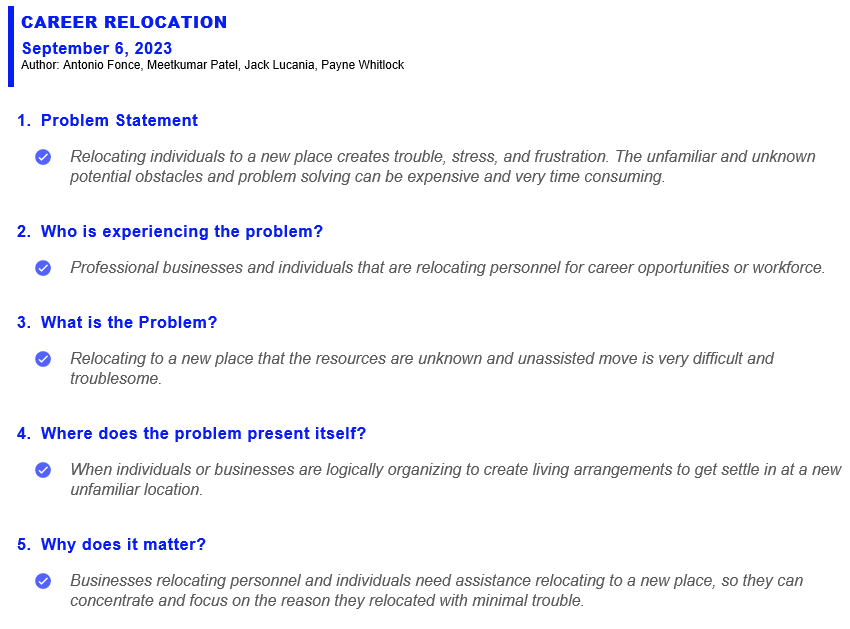 CAREER RELOCATION
September 6, 2023
Author: Antonio Fonce, Meetkumar Patel, Jack Lucania, Payne Whitlock
1. Problem Statement
Relocating individuals to a new place creates trouble, stress, and frustration. The unfamiliar and unknown
potential obstacles and problem solving can be expensive and very time consuming.
2. Who is experiencing the problem?
Professional businesses and individuals that are relocating personnel for career opportunities or workforce.
3. What is the Problem?
Relocating to a new place that the resources are unknown and unassisted move is very difficult and
troublesome.
4. Where does the problem present itself?
When individuals or businesses are logically organizing to create living arrangements to get settle in at a new
unfamiliar location.
5. Why does it matter?
Businesses relocating personnel and individuals need assistance relocating to a new place, so they can
concentrate and focus on the reason they relocated with minimal trouble.